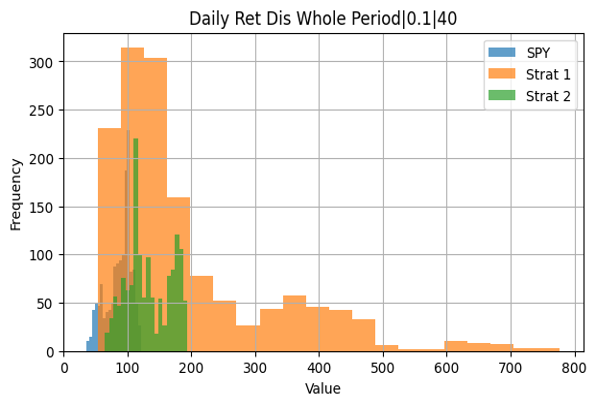 Daily Ret Dis Whole Period|0.1|40
SPY
Strat 1
Strat 2
Frequency
300
250
200
150
100
50
0
0 100 200 300 400 500 600 700 800
Value